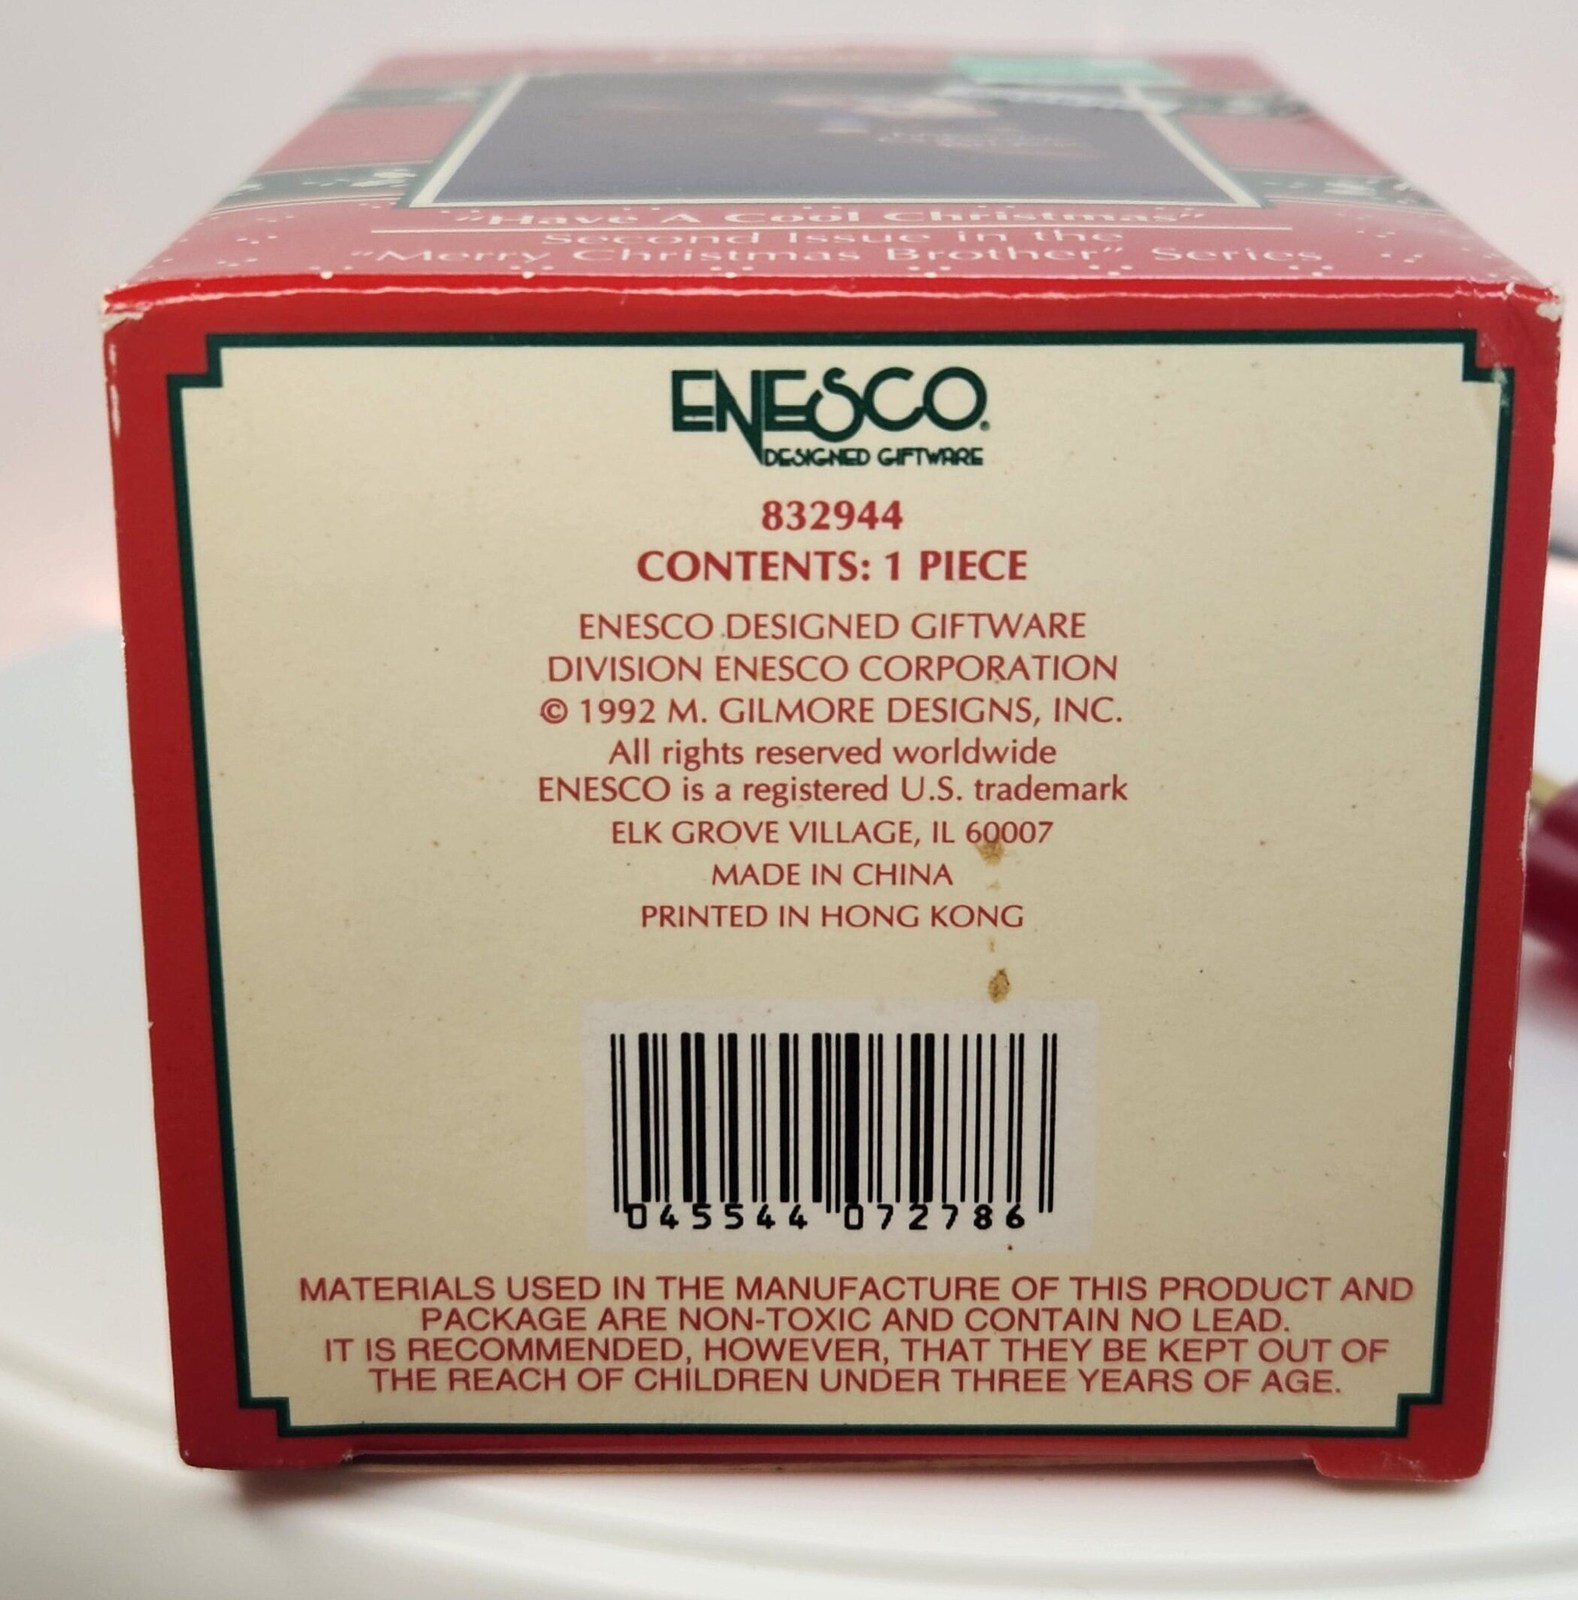 "Have A Cool Christmas"
Second Issue in the
"Merry Christmas Brother" Series
ENESCO®
DESIGNED GIFTWARE
832944
CONTENTS: 1 PIECE
ENESCO DESIGNED GIFTWARE
DIVISION ENESCO CORPORATION
© 1992 M. GILMORE DESIGNS, INC.
All rights reserved worldwide
ENESCO is a registered U.S. trademark
ELK GROVE VILLAGE, IL 60007
MADE IN CHINA
PRINTED IN HONG KONG
045544 072786
MATERIALS USED IN THE MANUFACTURE OF THIS PRODUCT AND
PACKAGE ARE NON-TOXIC AND CONTAIN NO LEAD.
IT IS RECOMMENDED, HOWEVER, THAT THEY BE KEPT OUT OF
THE REACH OF CHILDREN UNDER THREE YEARS OF AGE.